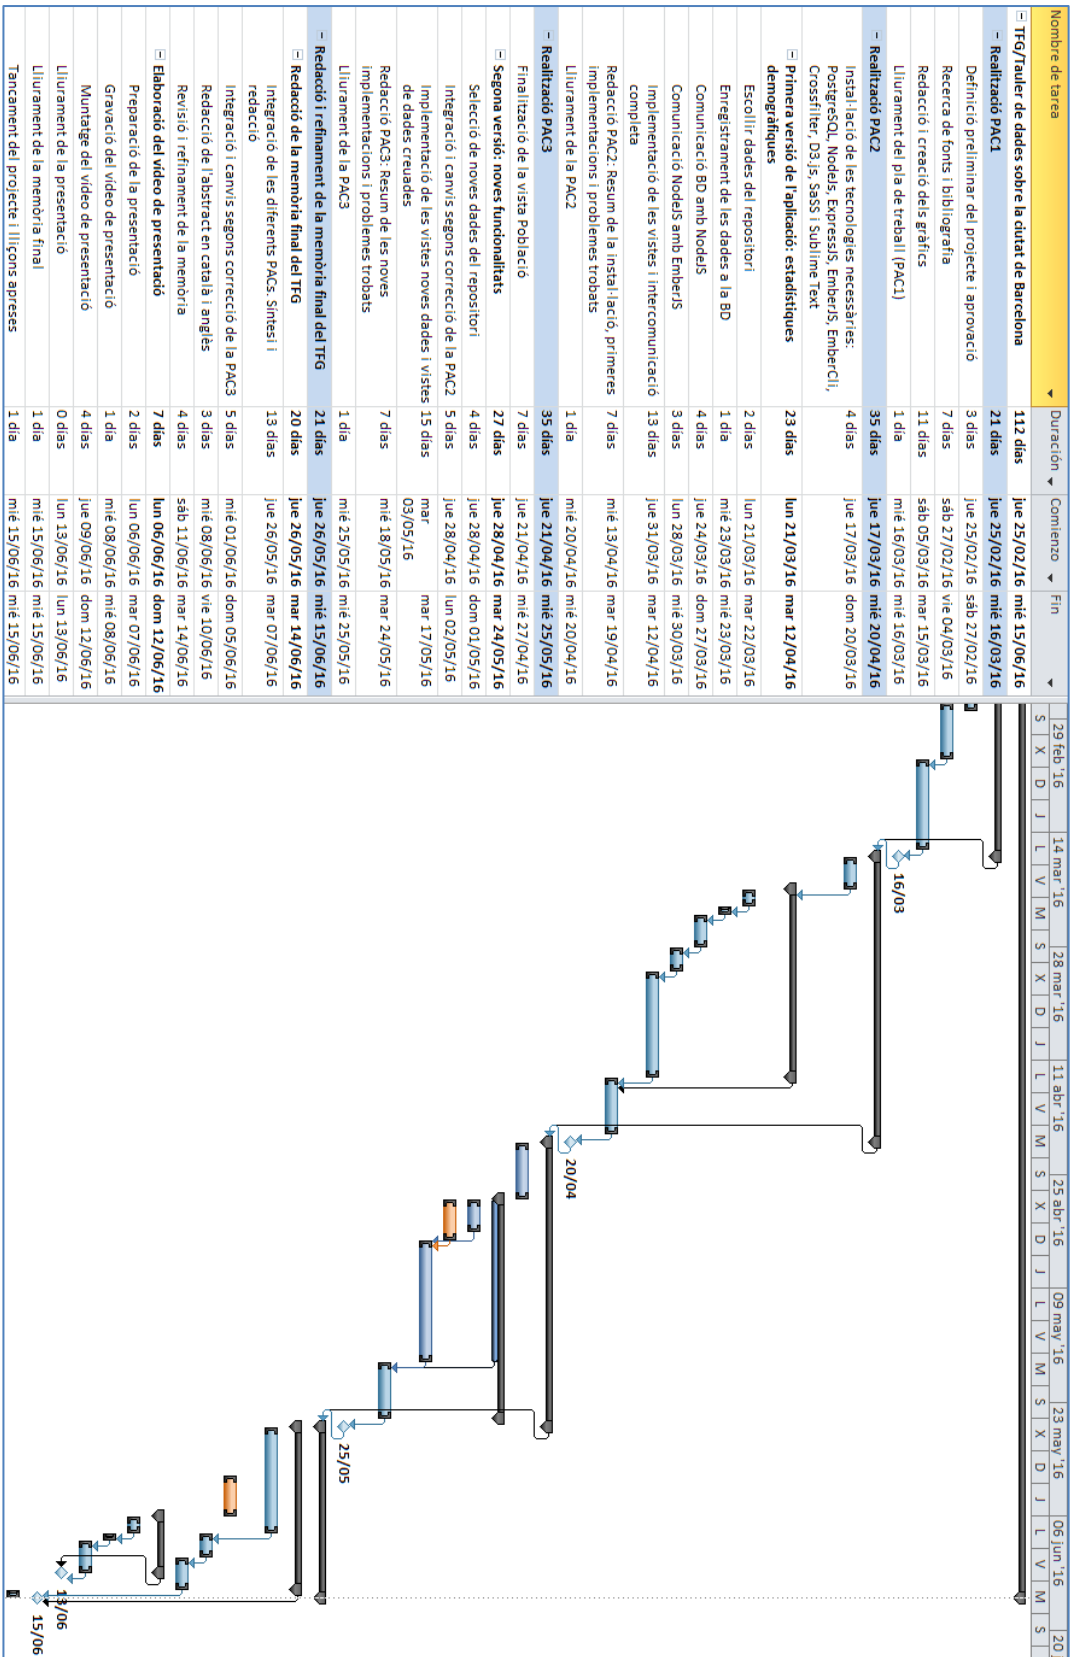 Nombre de tarea Duración Comienzo Fin
TFG/Tauler de dades sobre la ciutat de Barcelona 112 días jue 25/02/16 mié 15/06/16
Realització PAC1 21 días jue 25/02/16 mié 16/03/16
Definició preliminar del projecte i aprovació 3 días jue 25/02/16 sáb 27/02/16
Recerca de fonts i bibliografia 7 días sáb 27/02/16 vie 04/03/16
Redacció i creació dels gràfics 11 días sáb 05/03/16 mar 15/03/16
Lliurament del pla de treball (PAC1) 1 día mié 16/03/16 mié 16/03/16
Realització PAC2 35 días jue 17/03/16 mié 20/04/16
Instal·lació de les tecnologies necessàries:
PostgreSQL, NodeJs, ExpressJS, EmberJS, EmberCli,
Crossfilter, D3.js, SaSS i Sublime Text
4 días jue 17/03/16 dom 20/03/16
Primera versió de l'aplicació: estadístiques
demogràfiques
23 días lun 21/03/16 mar 12/04/16
Escollir dades del repositori 2 días lun 21/03/16 mar 22/03/16
Enregistrament de les dades a la BD 1 día mié 23/03/16 mié 23/03/16
Comunicació BD amb NodeJS 4 días jue 24/03/16 dom 27/03/16
Comunicació NodeJS amb EmberJS 3 días lun 28/03/16 mié 30/03/16
Implementació de les vistes i intercomunicació
completa
13 días jue 31/03/16 mar 12/04/16
Redacció PAC2: Resum de la instal·lació, primeres
implementacions i problemes trobats
7 días mié 13/04/16 mar 19/04/16
Lliurament de la PAC2 1 día mié 20/04/16 mié 20/04/16
Realització PAC3 35 días jue 21/04/16 mié 25/05/16
Finalització de la vista Població 7 días jue 21/04/16 mié 27/04/16
Segona versió: noves funcionalitats 27 días jue 28/04/16 mar 24/05/16
Selecció de noves dades del repositori 4 días jue 28/04/16 dom 01/05/16
Integració i canvis segons correcció de la PAC2 5 días jue 28/04/16 lun 02/05/16
Implementació de les vistes noves dades i vistes
de dades creuades
15 días mar
03/05/16
mar 17/05/16
Redacció PAC3: Resum de les noves
implementacions i problemes trobats
7 días mié 18/05/16 mar 24/05/16
Lliurament de la PAC3 1 día mié 25/05/16 mié 25/05/16
Redacció i refinament de la memòria final del TFG 21 días jue 26/05/16 mié 15/06/16
Redacció de la memòria final del TFG 20 días jue 26/05/16 mar 14/06/16
Integració de les diferents PACs. Síntesi i
redacció
13 días jue 26/05/16 mar 07/06/16
Integració i canvis segons correcció de la PAC3 5 días mié 01/06/16 dom 05/06/16
Redacció de l'abstract en català i anglès 3 días mié 08/06/16 vie 10/06/16
Revisió i refinament de la memòria 4 días sáb 11/06/16 mar 14/06/16
Elaboració del vídeo de presentació 7 días lun 06/06/16 dom 12/06/16
Preparació de la presentació 2 días lun 06/06/16 mar 07/06/16
Gravació del vídeo de presentació 1 día mié 08/06/16 mié 08/06/16
Muntatge del vídeo de presentació 4 días jue 09/06/16 dom 12/06/16
Lliurament de la presentació 0 días lun 13/06/16 lun 13/06/16
Lliurament de la memòria final 1 día mié 15/06/16 mié 15/06/16
Tancament del projecte i lliçons apreses 1 día mié 15/06/16 mié 15/06/16
29 feb '16 14 mar '16 28 mar '16 11 abr '16 25 abr '16 09 may '16 23 may '16 06 jun '16 20
S X D J L V M S X D J L V M S X D J L V M S X D J L V M S
16/03
20/04
25/05
13/06
15/06